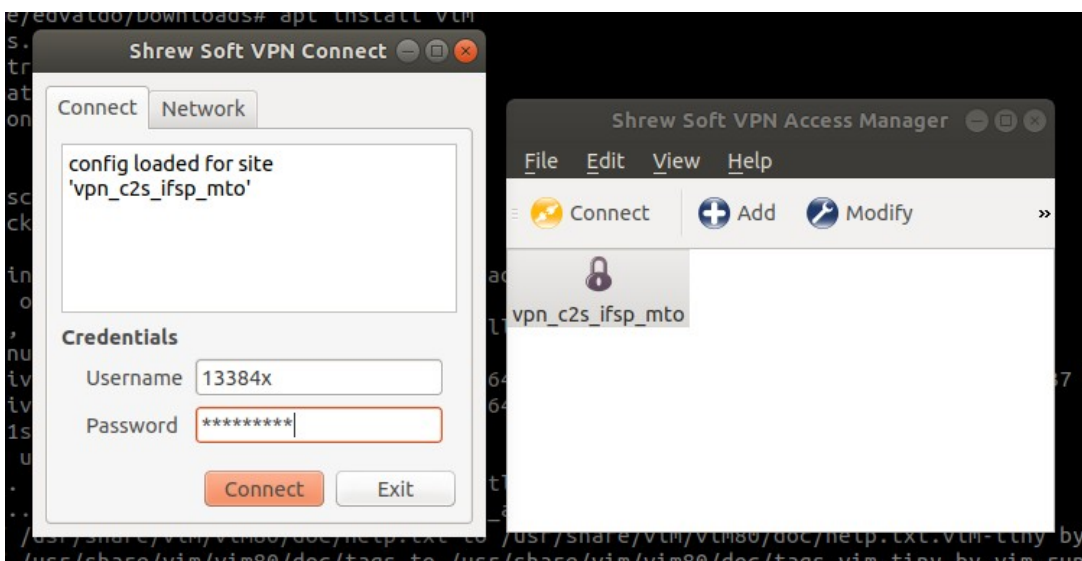 e/edvaldo/Downloads# apt install vim
Shrew Soft VPN Connect
Connect Network
config loaded for site
'vpn_c2s_ifsp_mto'
Credentials
Username 13384x
Password *********
Connect Exit
Shrew Soft VPN Access Manager
File Edit View Help
Connect Add Modify »
vpn_c2s_ifsp_mto
/usr/share/vim/vim80/doc/help.txt to /usr/share/vim/vim80/doc/help.txt.vim-tiny by
/usr/share/vim/vim80/doc/tags to /usr/share/vim/vim80/doc/tags.vim-tiny by vim-run